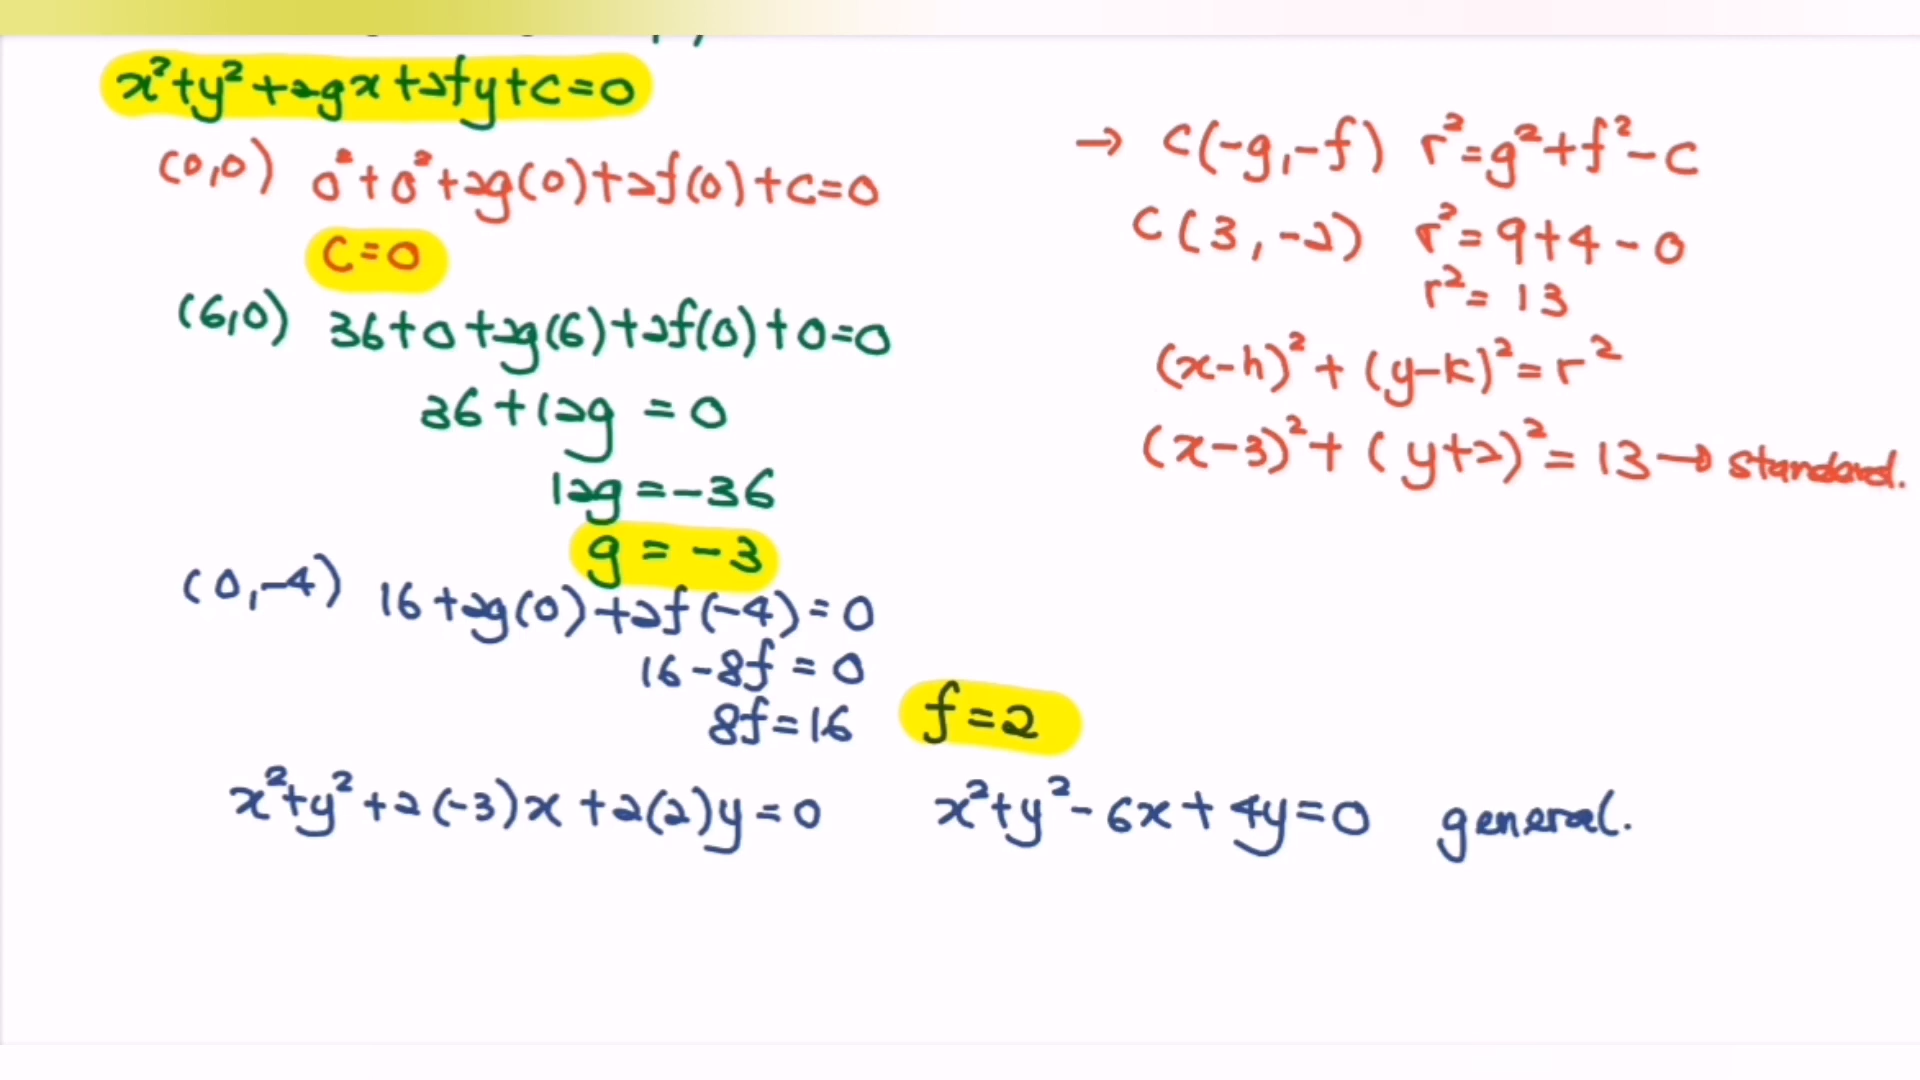 x²+y²+2gx+2fy+c=0
(0,0) 0²+0²+2g(0)+2f(0)+c=0
c=0
(6,0) 36+0+2g(6)+2f(0)+0=0
36+12g=0
12g=-36
g=-3
(0,-4) 16+2g(0)+2f(-4)=0
16-8f=0
8f=16 f=2
x²+y²+2(-3)x+2(2)y=0 x²+y²-6x+4y=0 general.
→ C(-g,-f) r²=g²+f²-c
C(3,-2) r²=9+4-0
r²=13
(x-h)²+(y-k)²=r²
(x-3)²+(y+2)²=13→standard.